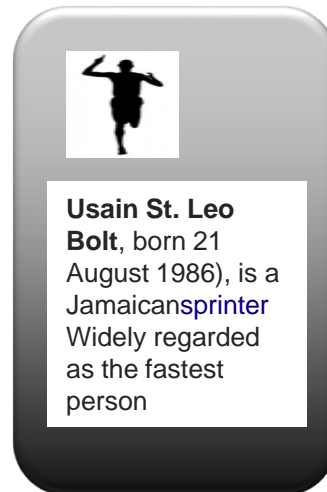 Usain St. Leo
Bolt, born 21
August 1986), is a
Jamaicansprinter
Widely regarded
as the fastest
person